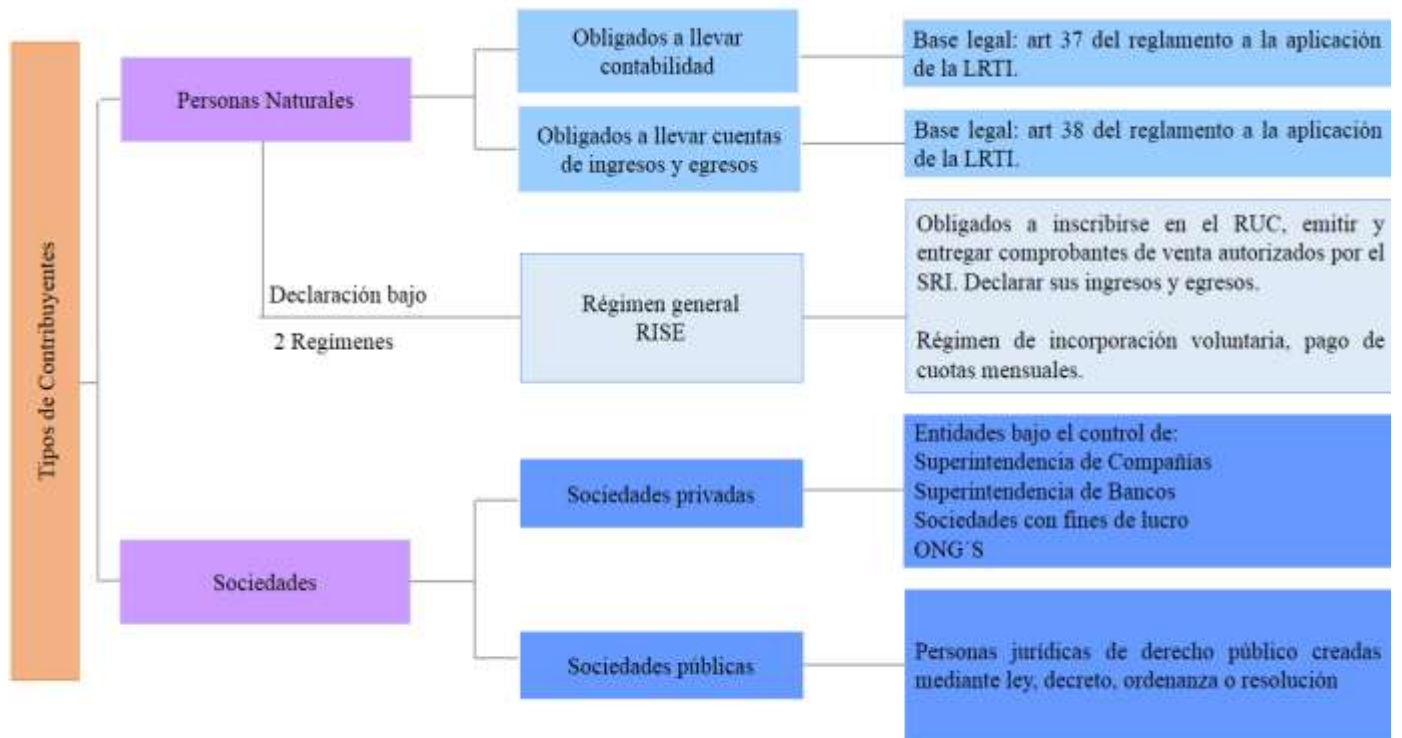 Tipos de Contribuyentes
Personas Naturales
Obligados a llevar
contabilidad
Base legal: art 37 del reglamento a la aplicación
de la LRTI.
Obligados a llevar cuentas
de ingresos y egresos
Base legal: art 38 del reglamento a la aplicación
de la LRTI.
Declaración bajo
2 Regímenes
Régimen general
RISE
Obligados a inscribirse en el RUC, emitir y
entregar comprobantes de venta autorizados por el
SRI. Declarar sus ingresos y egresos.
Régimen de incorporación voluntaria, pago de
cuotas mensuales.
Sociedades
Sociedades privadas
Entidades bajo el control de:
Superintendencia de Compañías
Superintendencia de Bancos
Sociedades con fines de lucro
ONG´S
Sociedades públicas
Personas jurídicas de derecho público creadas
mediante ley, decreto, ordenanza o resolución